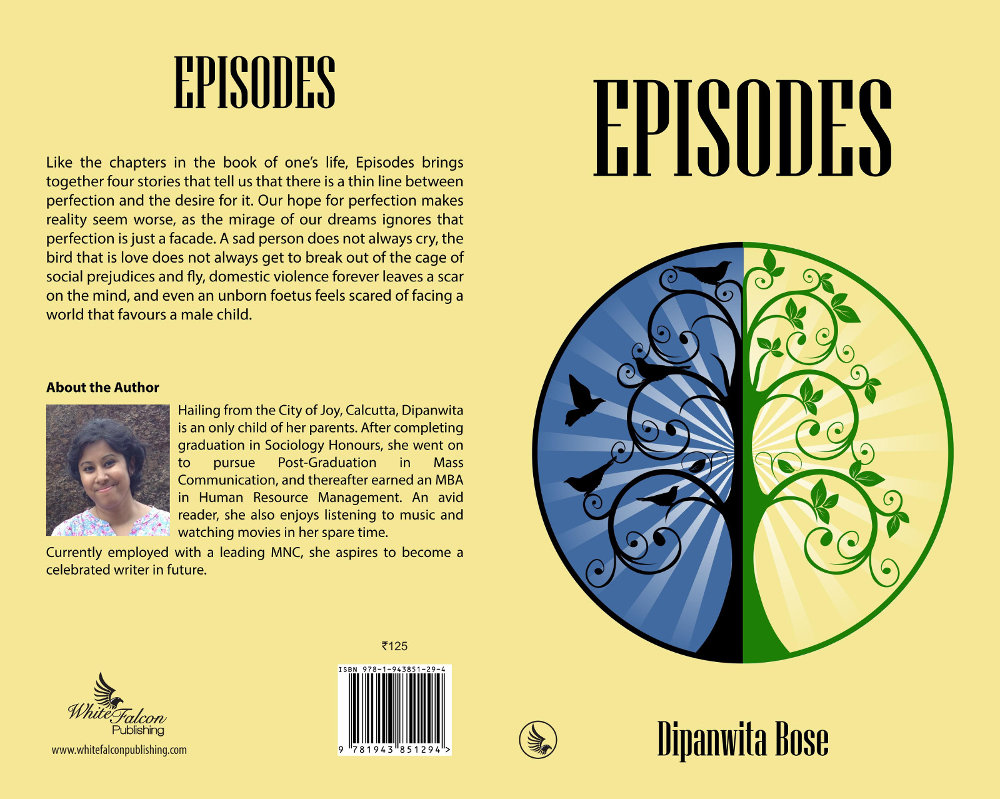 EPISODES
Like the chapters in the book of one's life, Episodes brings
together four stories that tell us that there is a thin line between
perfection and the desire for it. Our hope for perfection makes
reality seem worse, as the mirage of our dreams ignores that
perfection is just a facade. A sad person does not always cry, the
bird that is love does not always get to break out of the cage of
social prejudices and fly, domestic violence forever leaves a scar
on the mind, and even an unborn foetus feels scared of facing a
world that favours a male child.
About the Author
Hailing from the City of Joy, Calcutta, Dipanwita
is an only child of her parents. After completing
graduation in Sociology Honours, she went on
to pursue Post-Graduation in Mass
Communication, and thereafter earned an MBA
in Human Resource Management. An avid
reader, she also enjoys listening to music and
watching movies in her spare time.
Currently employed with a leading MNC, she aspires to become a
celebrated writer in future.
₹125
ISBN 978-1-943851-29-4
9 781943 851294 >
White Falcon
Publishing
www.whitefalconpublishing.com
EPISODES
Dipanwita Bose